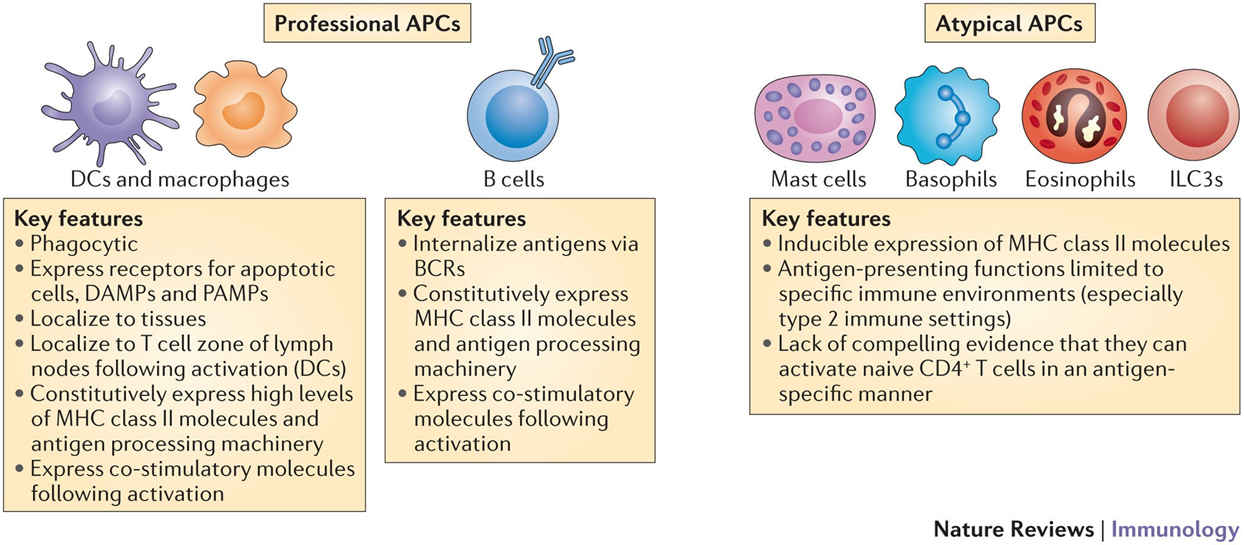 Professional APCs
DCs and macrophages
B cells
Key features
• Phagocytic
• Express receptors for apoptotic
cells, DAMPs and PAMPs
• Localize to tissues
• Localize to T cell zone of lymph
nodes following activation (DCs)
• Constitutively express high levels
of MHC class II molecules and
antigen processing machinery
• Express co-stimulatory molecules
following activation
Key features
• Internalize antigens via
BCRs
• Constitutively express
MHC class II molecules
and antigen processing
machinery
• Express co-stimulatory
molecules following
activation
Atypical APCs
Mast cells
Basophils
Eosinophils
ILC3s
Key features
• Inducible expression of MHC class II molecules
• Antigen-presenting functions limited to
specific immune environments (especially
type 2 immune settings)
• Lack of compelling evidence that they can
activate naive CD4⁺ T cells in an antigen-
specific manner
Nature Reviews | Immunology